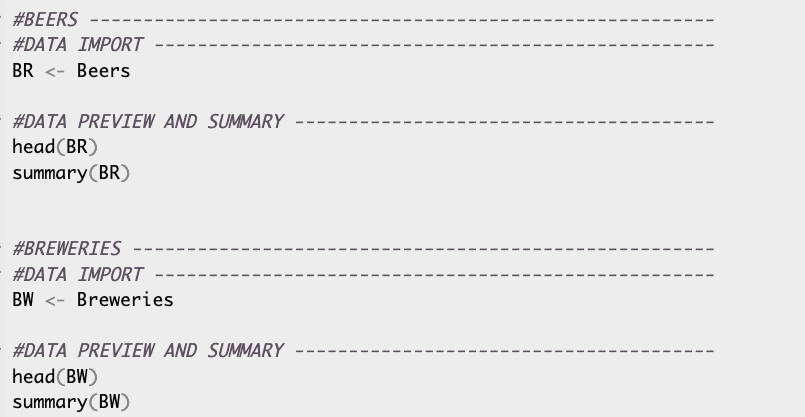 #BEERS -----------------------------------------------------------
#DATA IMPORT ----------------------------------------------------
BR <- Beers
#DATA PREVIEW AND SUMMARY ---------------------------------------
head(BR)
summary(BR)
#BREWERIES ------------------------------------------------------
#DATA IMPORT ----------------------------------------------------
BW <- Breweries
#DATA PREVIEW AND SUMMARY ---------------------------------------
head(BW)
summary(BW)